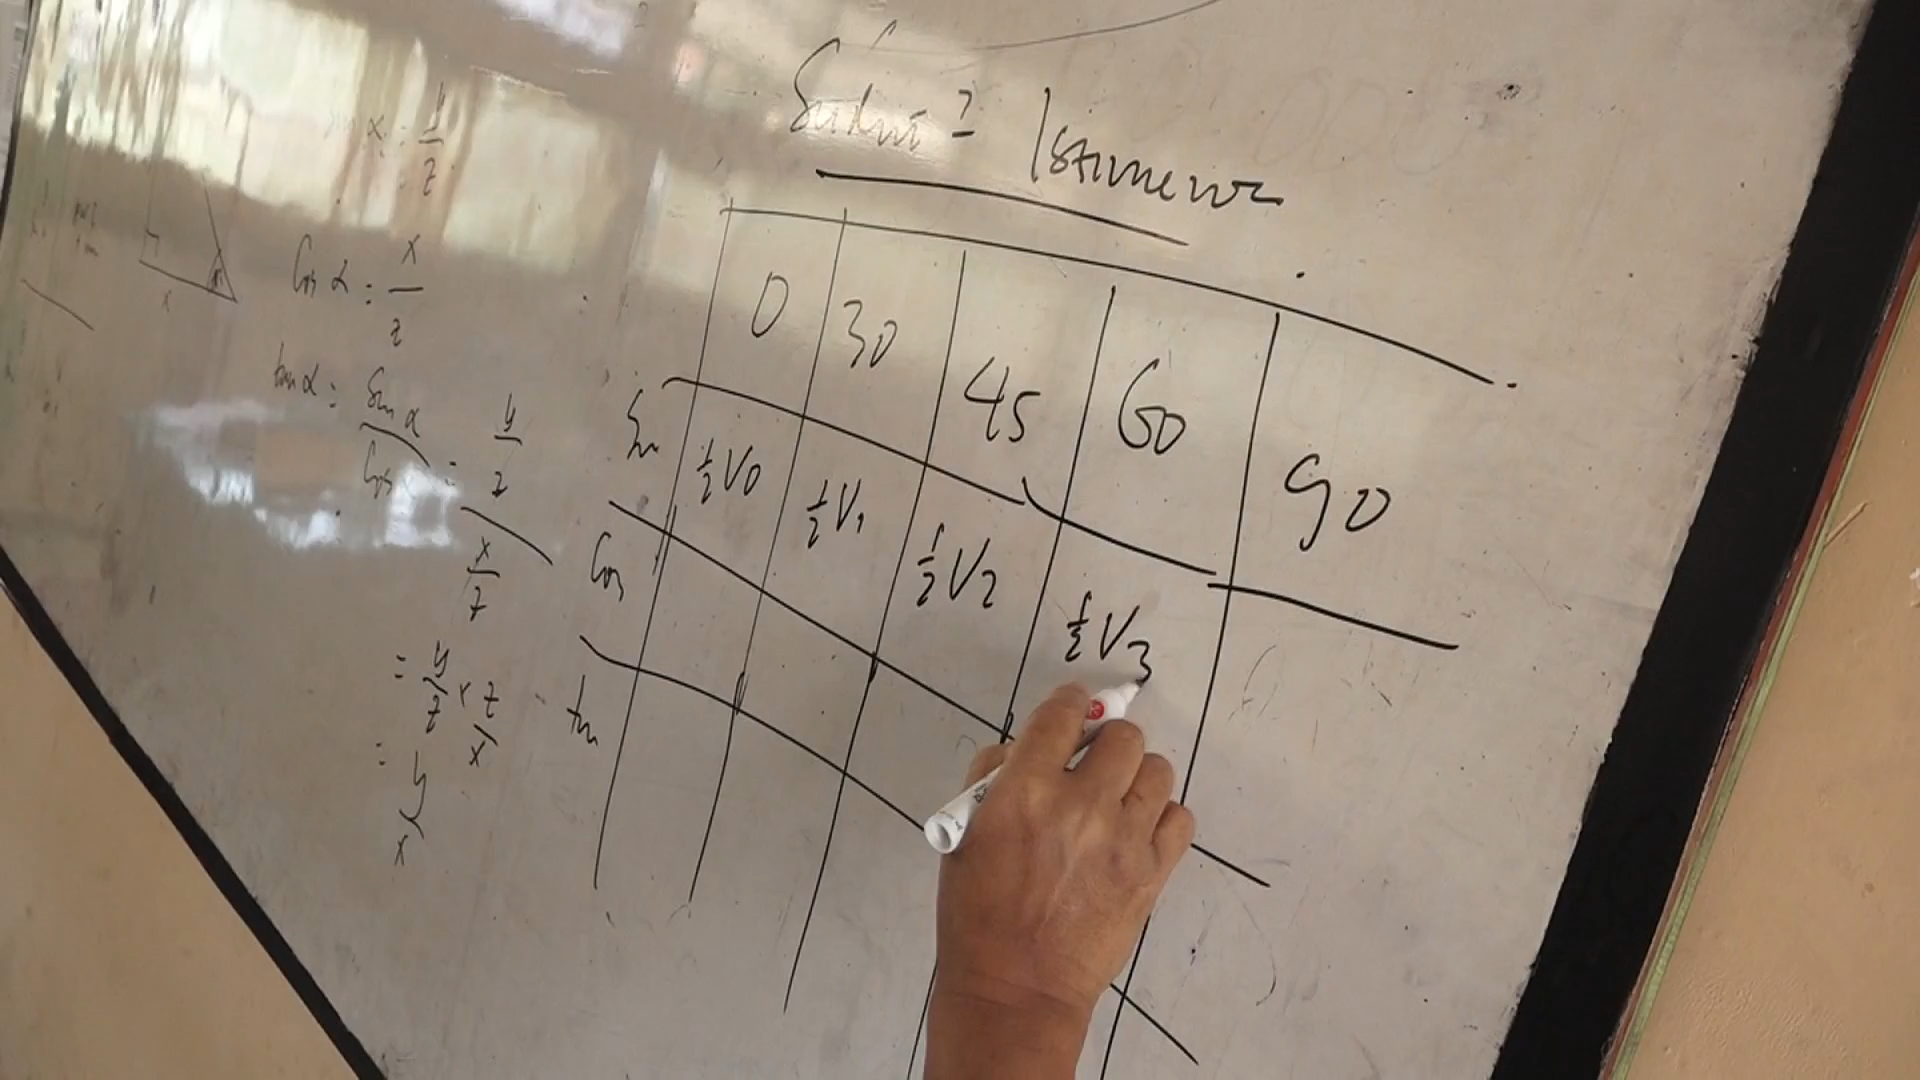 Sudut² Istimewa
0 30 45 60 90
Sin ½√0 ½√1 ½√2 ½√3
Cos
tan
Sin α = y/z
Cos α = x/z
tan α = Sin α / Cos α = y/z
x/z
= y/z × z/x
= y/x
x